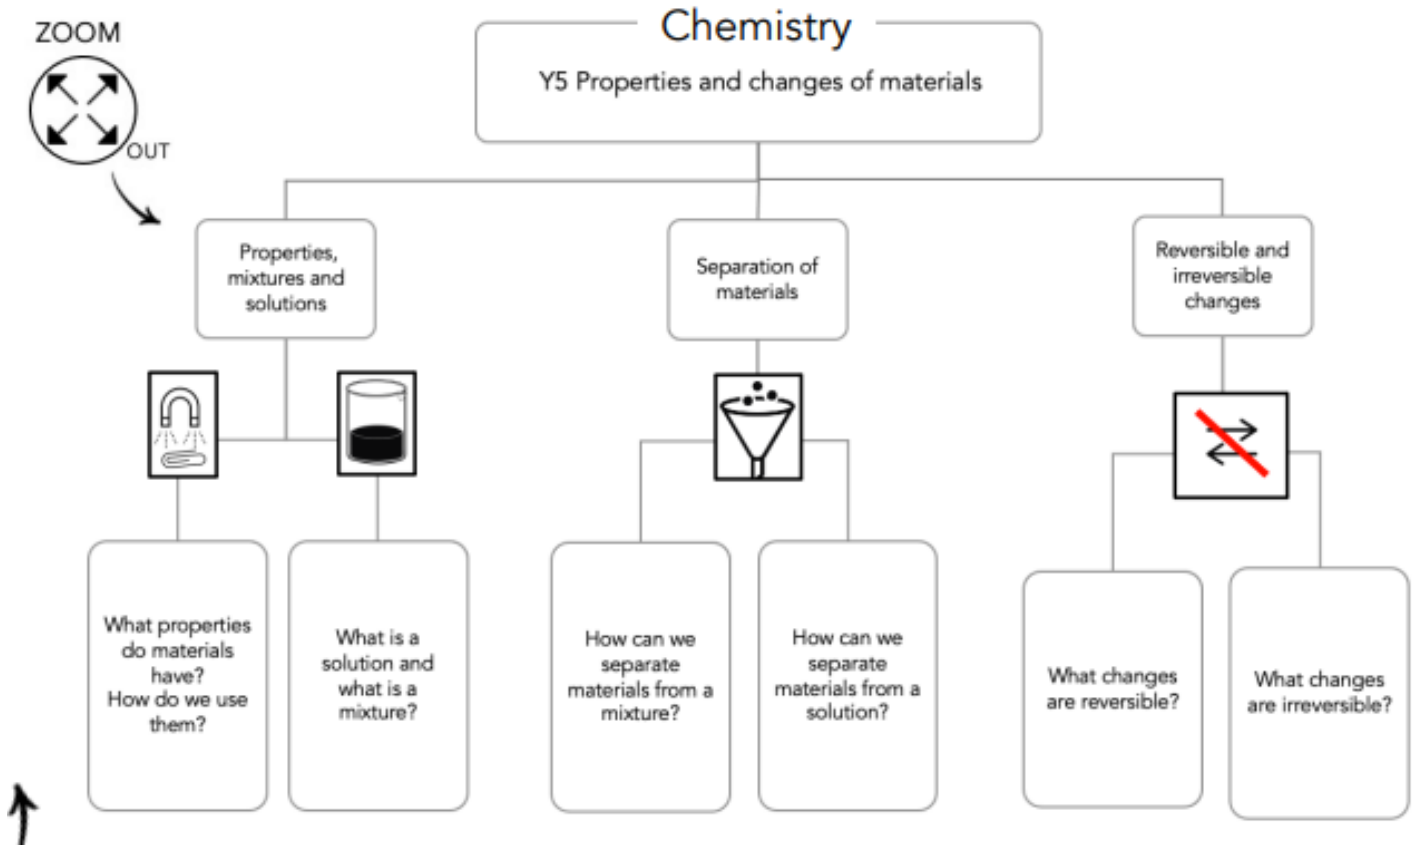 ZOOM
OUT
Chemistry
Y5 Properties and changes of materials
Properties,
mixtures and
solutions
Separation of
materials
Reversible and
irreversible
changes
What properties
do materials
have?
How do we use
them?
What is a
solution and
what is a
mixture?
How can we
separate
materials from a
mixture?
How can we
separate
materials from a
solution?
What changes
are reversible?
What changes
are irreversible?